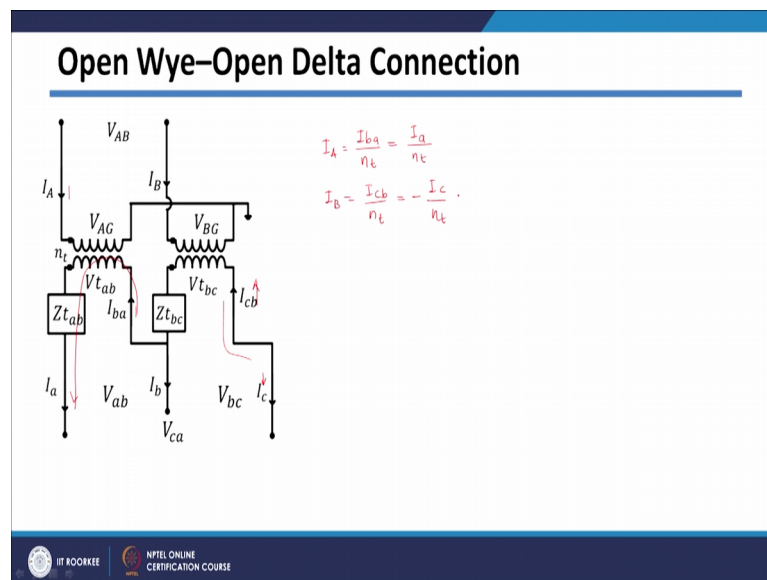 Open Wye–Open Delta Connection
V_AB
I_A
I_B
V_AG
V_BG
n_t
Vt_ab
Vt_bc
Zt_ab
I_ba
Zt_bc
I_cb
I_a
V_ab
I_b
V_bc
I_c
V_ca
I_A = I_ba/n_t = I_a/n_t
I_B = I_cb/n_t = - I_c/n_t .
IIT ROORKEE
NPTEL ONLINE
CERTIFICATION COURSE